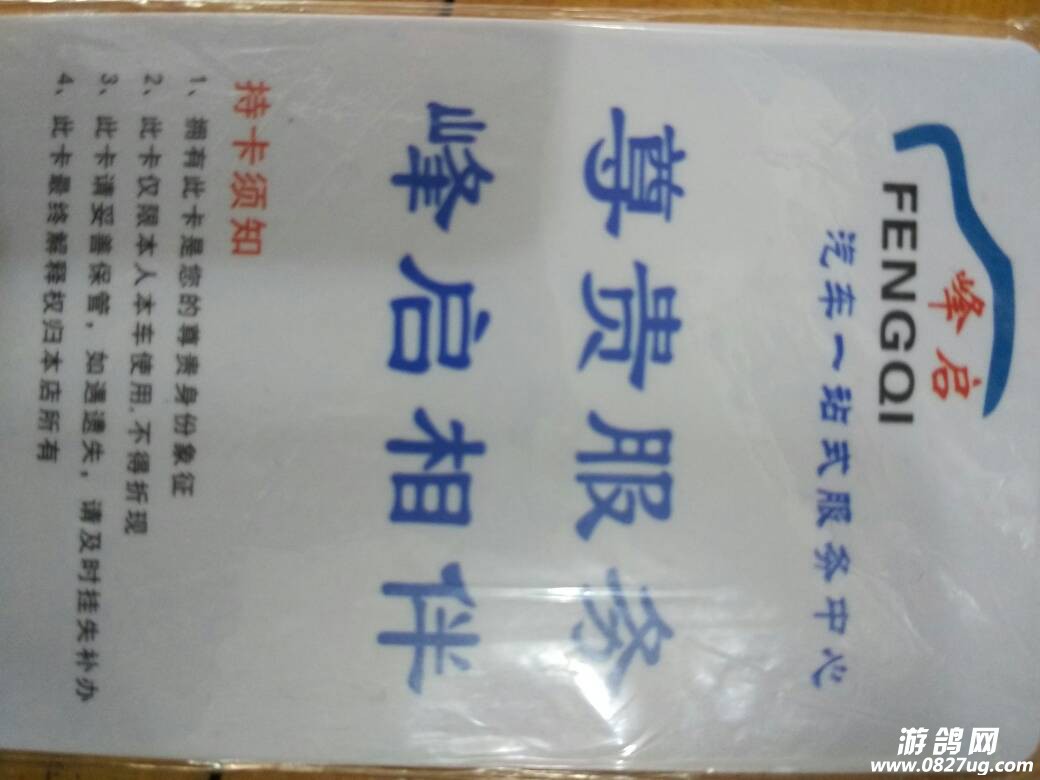 峰启
FENGQI
汽车一站式服务中心
尊贵服务
峰启相伴
持卡须知
1、拥有此卡是您的尊贵身份象征
2、此卡仅限本人本车使用.不得折现
3、此卡请妥善保管，如遇遗失，请及时挂失补办
4、此卡最终解释权归本店所有
游鸽网
www.0827ug.com